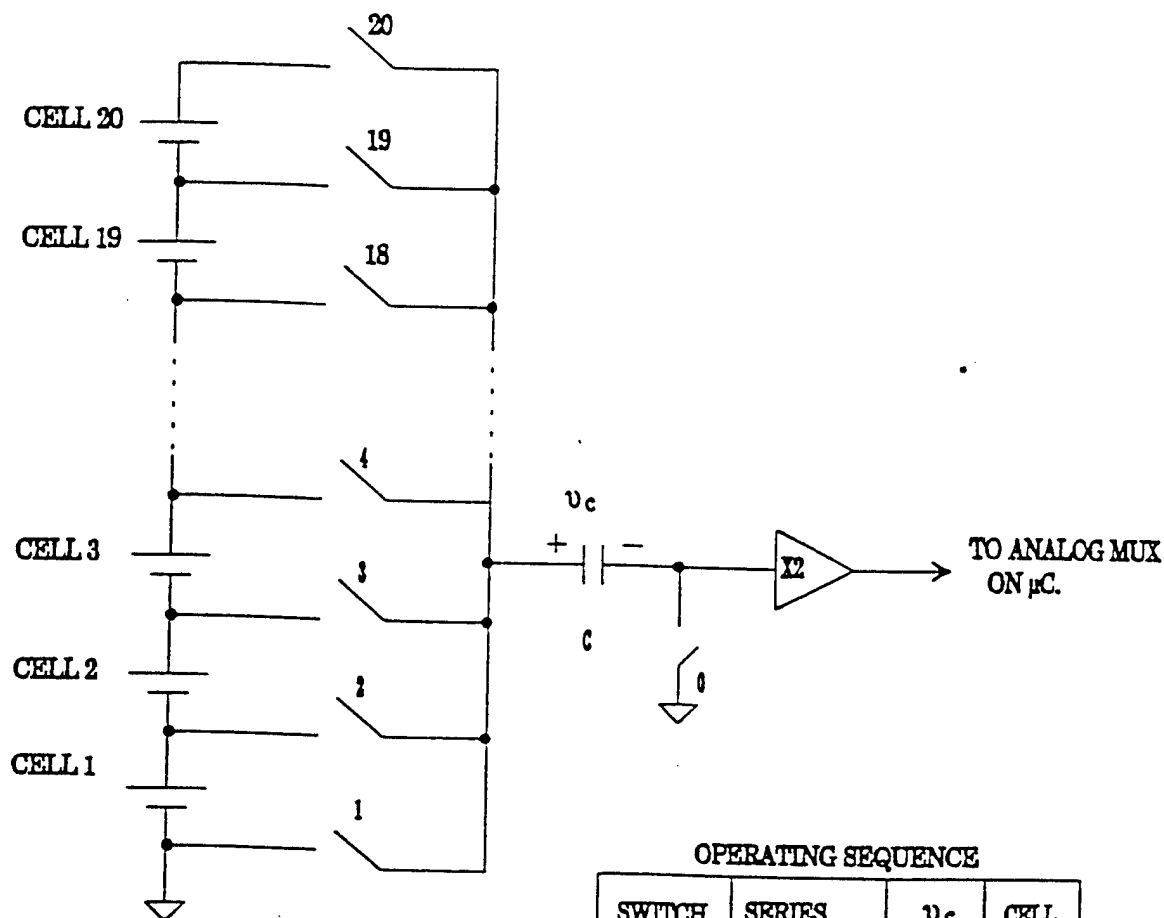 20
CELL 20
19
CELL 19
18
4
υc
CELL 3
+ −
X2
TO ANALOG MUX
ON μC.
3
C
CELL 2
2
0
CELL 1
1
OPERATING SEQUENCE
SWITCH SERIES υc CELL